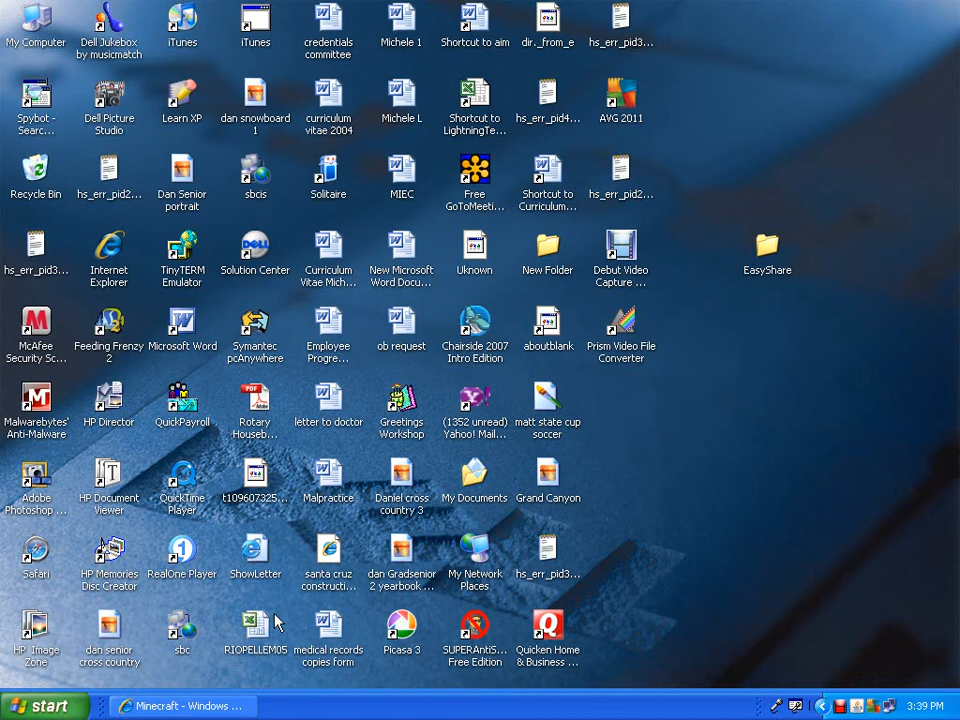 My Computer
Dell Jukebox
by musicmatch
iTunes
iTunes
credentials
committee
Michele 1
Shortcut to aim
dir._from_e
hs_err_pid3...
Spybot -
Searc...
Dell Picture
Studio
Learn XP
dan snowboard
1
curriculum
vitae 2004
Michele L
Shortcut to
LightningTe...
hs_err_pid4...
AVG 2011
Recycle Bin
hs_err_pid2...
Dan Senior
portrait
sbcis
Solitaire
MIEC
Free
GoToMeeti...
Shortcut to
Curriculum...
hs_err_pid2...
hs_err_pid3...
Internet
Explorer
TinyTERM
Emulator
DELL
Solution Center
Curriculum
Vitae Mich...
New Microsoft
Word Docu...
Uknown
New Folder
Debut Video
Capture ...
EasyShare
McAfee
Security Sc...
Feeding Frenzy
2
Microsoft Word
Symantec
pcAnywhere
Employee
Progre...
ob request
Chairside 2007
Intro Edition
aboutblank
Prism Video File
Converter
Malwarebytes'
Anti-Malware
HP Director
QuickPayroll
PDF
Rotary
Houseb...
letter to doctor
Greetings
Workshop
(1352 unread)
Yahoo! Mail...
matt state cup
soccer
Adobe
Photoshop ...
HP Document
Viewer
QuickTime
Player
t109607325...
Malpractice
Daniel cross
country 3
My Documents
Grand Canyon
Safari
HP Memories
Disc Creator
RealOne Player
ShowLetter
santa cruz
constructi...
dan Gradsenior
2 yearbook ...
My Network
Places
hs_err_pid3...
HP Image
Zone
dan senior
cross country
sbc
RIOPELLEM05
medical records
copies form
Picasa 3
SUPERAntiS...
Free Edition
Quicken Home
& Business ...
start
Minecraft - Windows ...
3:39 PM